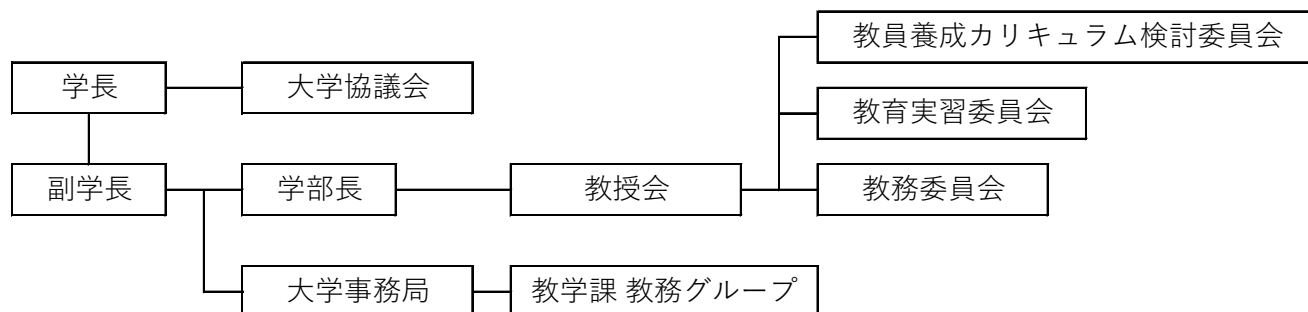 教員養成カリキュラム検討委員会
学長
大学協議会
教育実習委員会
副学長
学部長
教授会
教務委員会
大学事務局
教学課 教務グループ